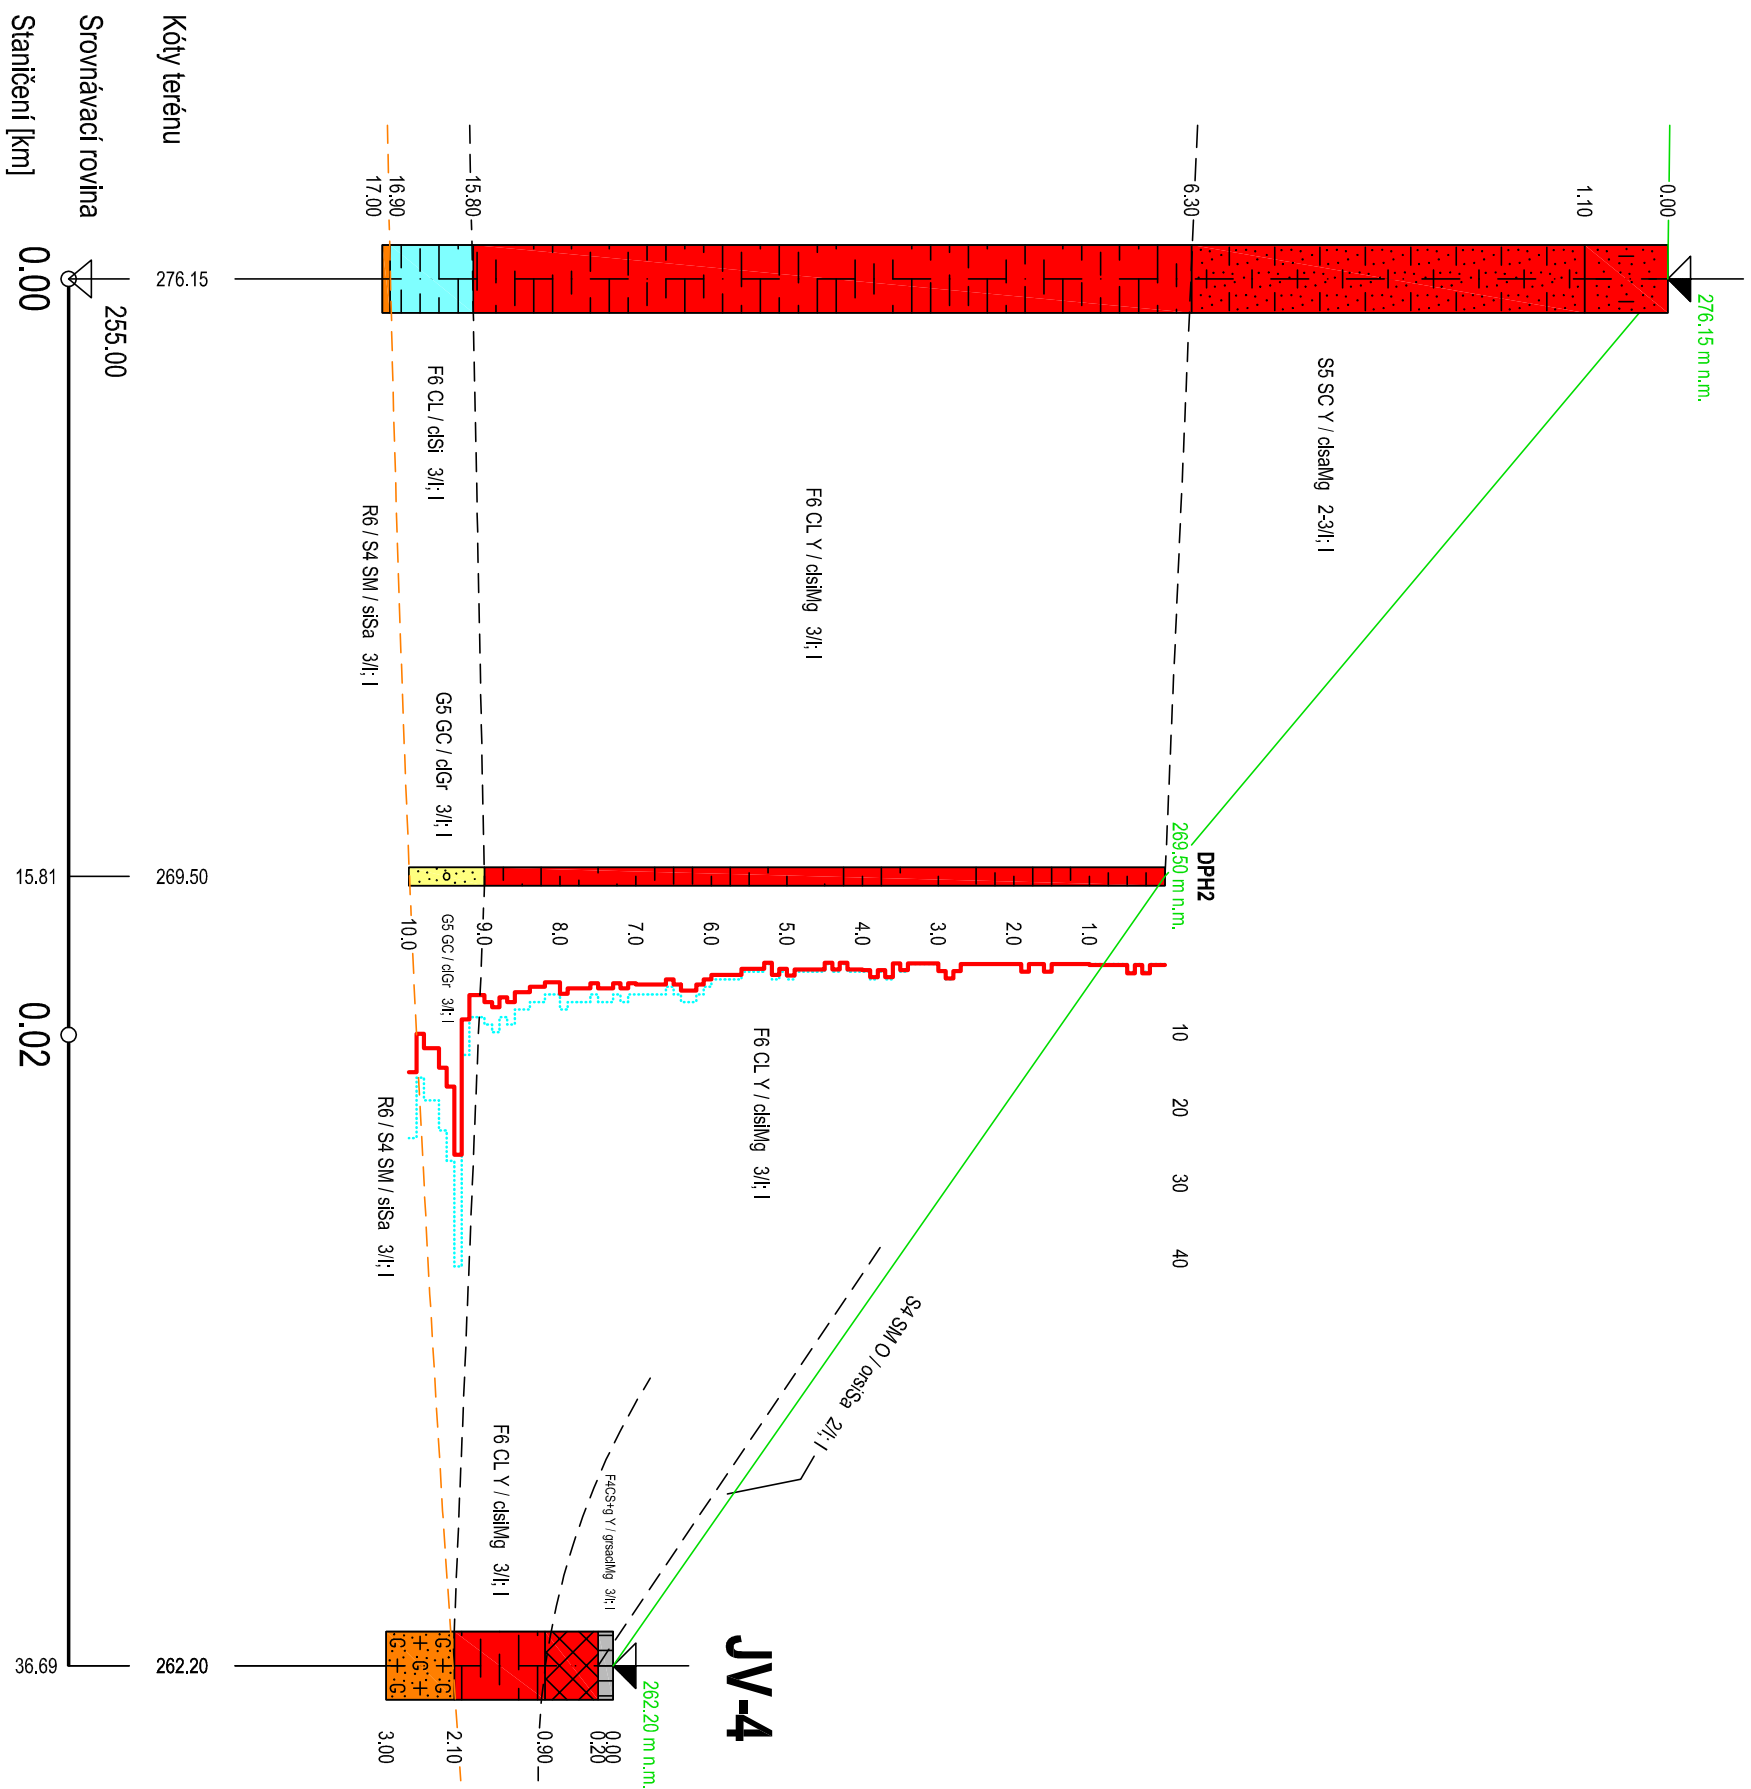 276.15 m n.m.
0.00
1.10
6.30
15.80
16.90
17.00
S5 SC Y / clsaMg 2-3/I; I
F6 CL Y / clsiMg 3/I; I
F6 CL / clSi 3/I; I
R6 / S4 SM / siSa 3/I; I
G5 GC / clGr 3/I; I
DPH2
269.50 m n.m.
1.0
2.0
3.0
4.0
5.0
6.0
7.0
8.0
9.0
10.0
10
20
30
40
G5 GC / clGr 3/I; I
F6 CL Y / clsiMg 3/I; I
R6 / S4 SM / siSa 3/I; I
S4 SM O / orsiSa 2/I; I
F4CS+g Y / grsaclMg 3/I; I
F6 CL Y / clsiMg 3/I; I
JV-4
262.20 m n.m.
0.00
0.20
0.90
2.10
3.00
G + G
+ G +
G + G
Kóty terénu
276.15
269.50
262.20
Srovnávací rovina
255.00
Staničení [km]
0.00
15.81
0.02
36.69